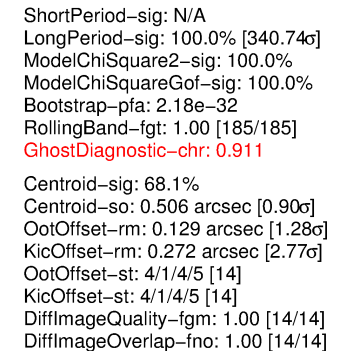 ShortPeriod−sig: N/A
LongPeriod−sig: 100.0% [340.74σ]
ModelChiSquare2−sig: 100.0%
ModelChiSquareGof−sig: 100.0%
Bootstrap−pfa: 2.18e−32
RollingBand−fgt: 1.00 [185/185]
GhostDiagnostic−chr: 0.911
Centroid−sig: 68.1%
Centroid−so: 0.506 arcsec [0.90σ]
OotOffset−rm: 0.129 arcsec [1.28σ]
KicOffset−rm: 0.272 arcsec [2.77σ]
OotOffset−st: 4/1/4/5 [14]
KicOffset−st: 4/1/4/5 [14]
DiffImageQuality−fgm: 1.00 [14/14]
DiffImageOverlap−fno: 1.00 [14/14]